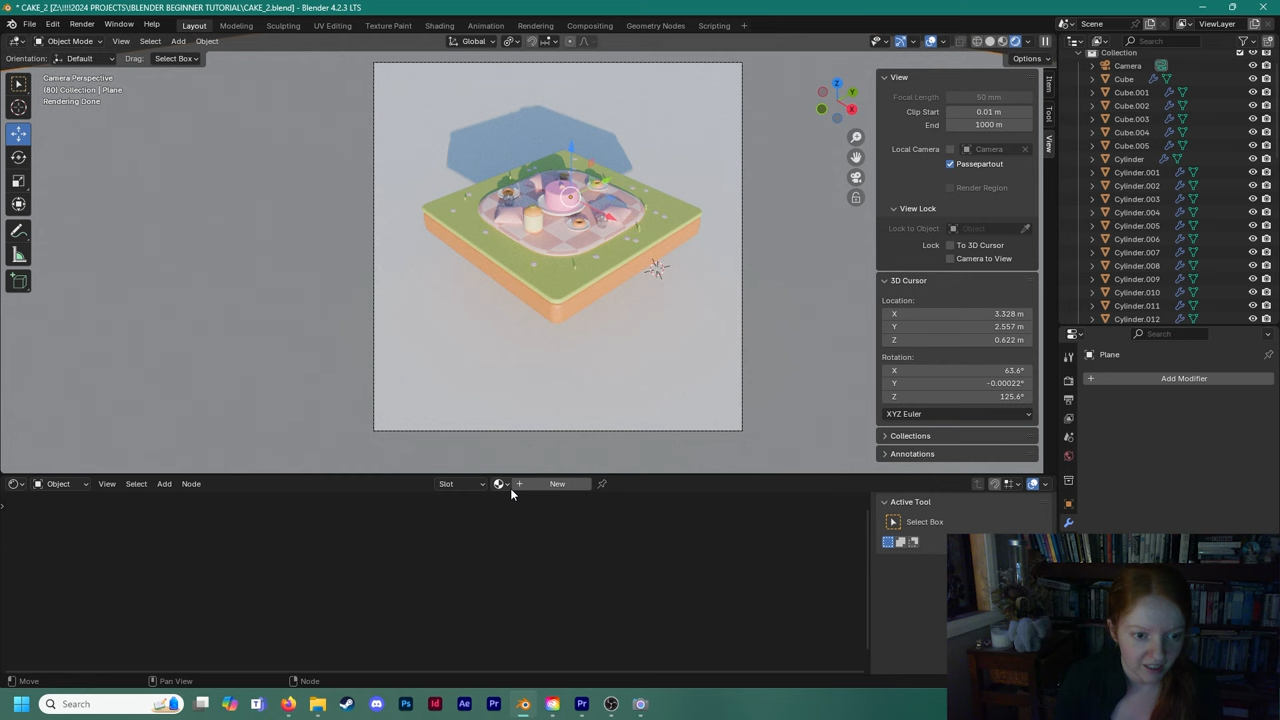 * CAKE_2 [Z:\!!!!2024 PROJECTS\BLENDER BEGINNER TUTORIAL\CAKE_2.blend] - Blender 4.2.3 LTS
File Edit Render Window Help Layout Modeling Sculpting UV Editing Texture Paint Shading Animation Rendering Compositing Geometry Nodes Scripting + Scene ViewLayer
Object Mode View Select Add Object Global Search
Orientation: Default Drag: Select Box Options
Camera Perspective
(80) Collection | Plane
Rendering Done
Z
Y
X
View
Focal Length 50 mm
Clip Start 0.01 m
End 1000 m
Local Camera Camera
Passepartout
Render Region
View Lock
Lock to Object Object
Lock To 3D Cursor
Camera to View
3D Cursor
Location:
X 3.328 m
Y 2.557 m
Z 0.622 m
Rotation:
X 63.6°
Y -0.00022°
Z 125.6°
XYZ Euler
Collections
Annotations
Item
Tool
View
Collection
Camera
Cube
Cube.001
Cube.002
Cube.003
Cube.004
Cube.005
Cylinder
Cylinder.001
Cylinder.002
Cylinder.003
Cylinder.004
Cylinder.005
Cylinder.006
Cylinder.007
Cylinder.008
Cylinder.009
Cylinder.010
Cylinder.011
Cylinder.012
Search
Plane
+ Add Modifier
Object View Select Add Node Slot + New
Active Tool
Select Box
Move Pan View Node
Search